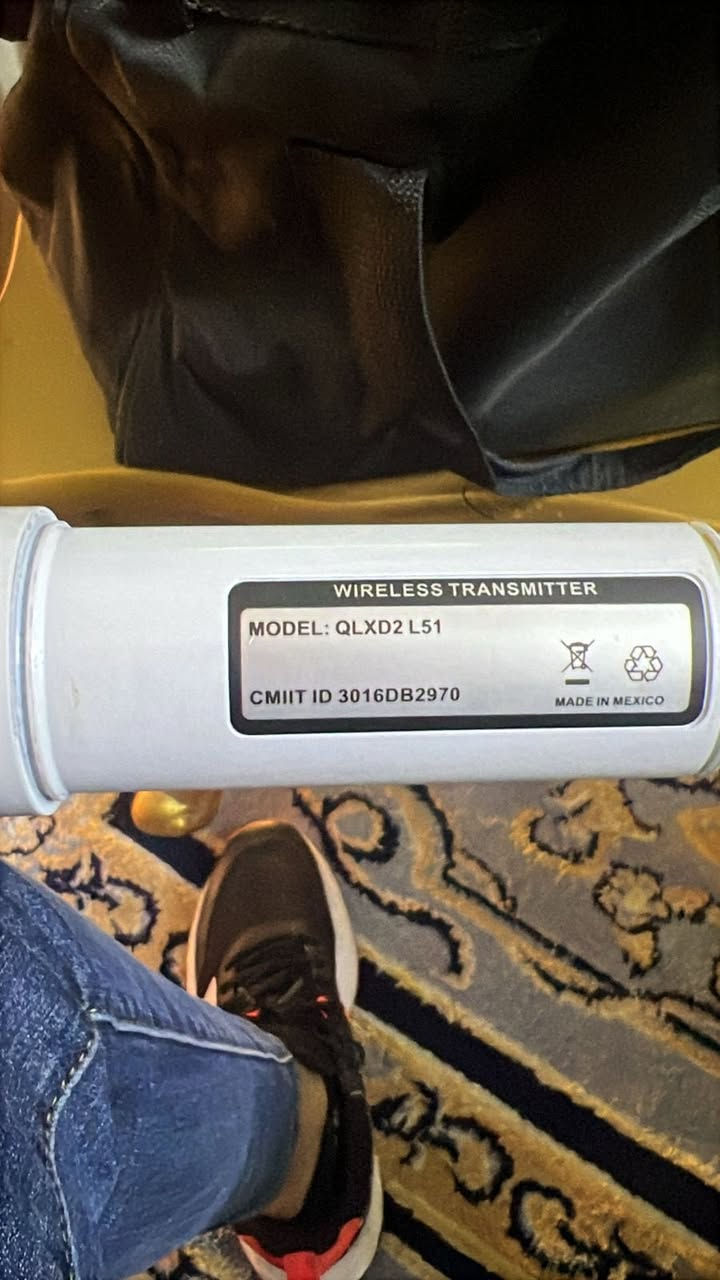 WIRELESS TRANSMITTER
MODEL: QLXD2 L51
CMIIT ID 3016DB2970
MADE IN MEXICO